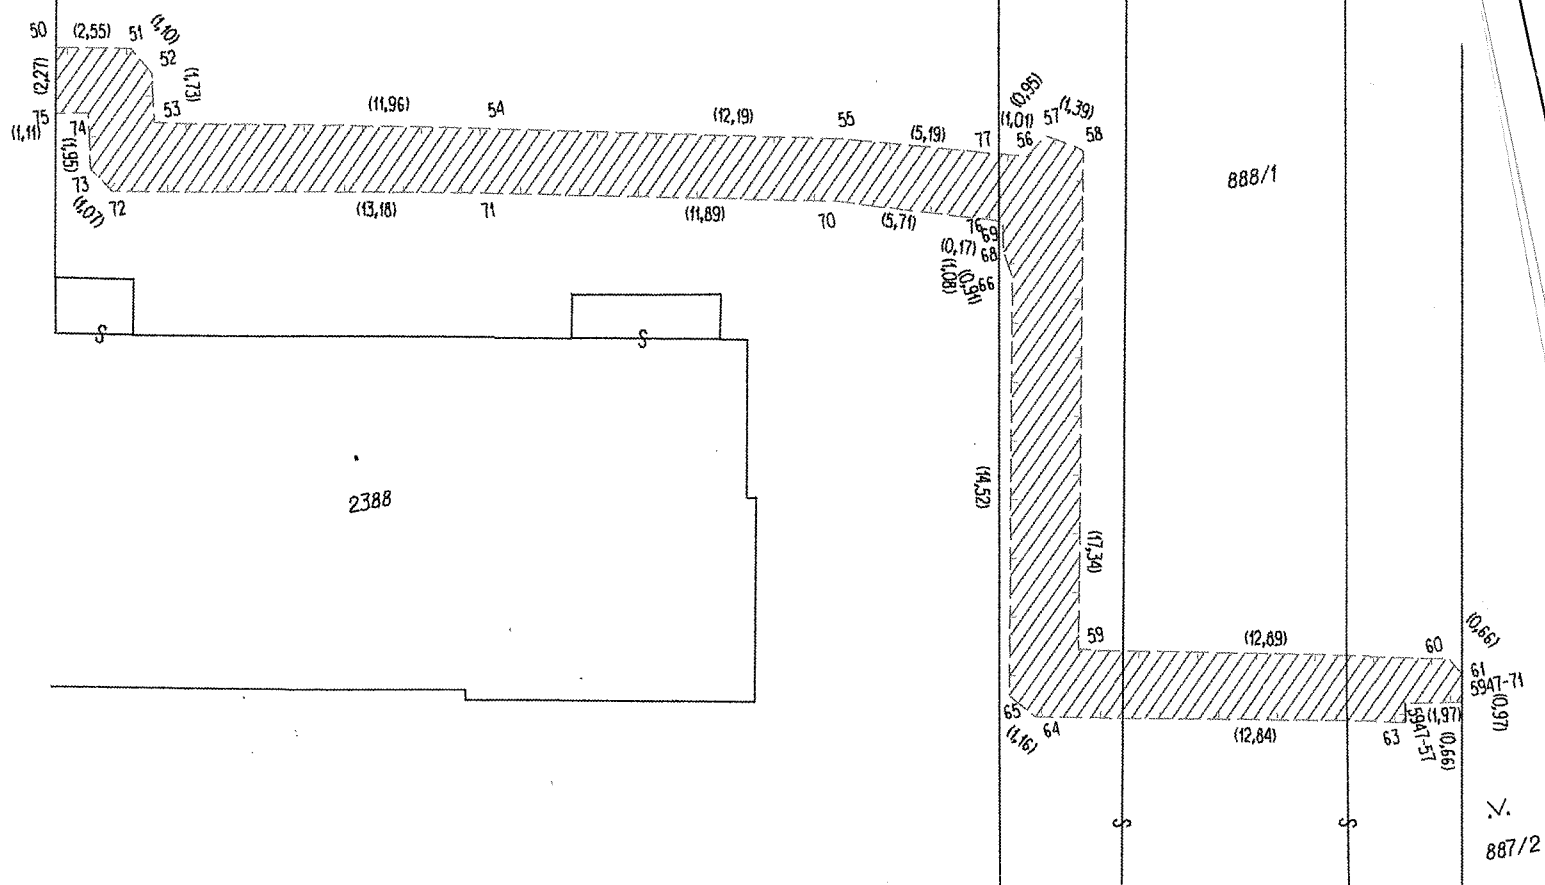 50 (2,55) 51 (1,10)
52
(2,27) (1,73)
53 (11,96) 54 (12,19) 55 (5,19) 77 (1,01) (0,95) 57 (1,39)
56 58
75 (1,11) 74 (1,95)
73 (1,07) 72 (13,18) 71 (11,89) 70 (5,71) 76
69
(0,17) 68
(1,08) (0,91) 66
888/1
2388
(14,52)
(17,34)
59 (12,89) 60 (0,66)
61
5947-71
65 (1,16) 64 (12,84) 63 5947-57 (1,97) (0,66) (0,97)
887/2